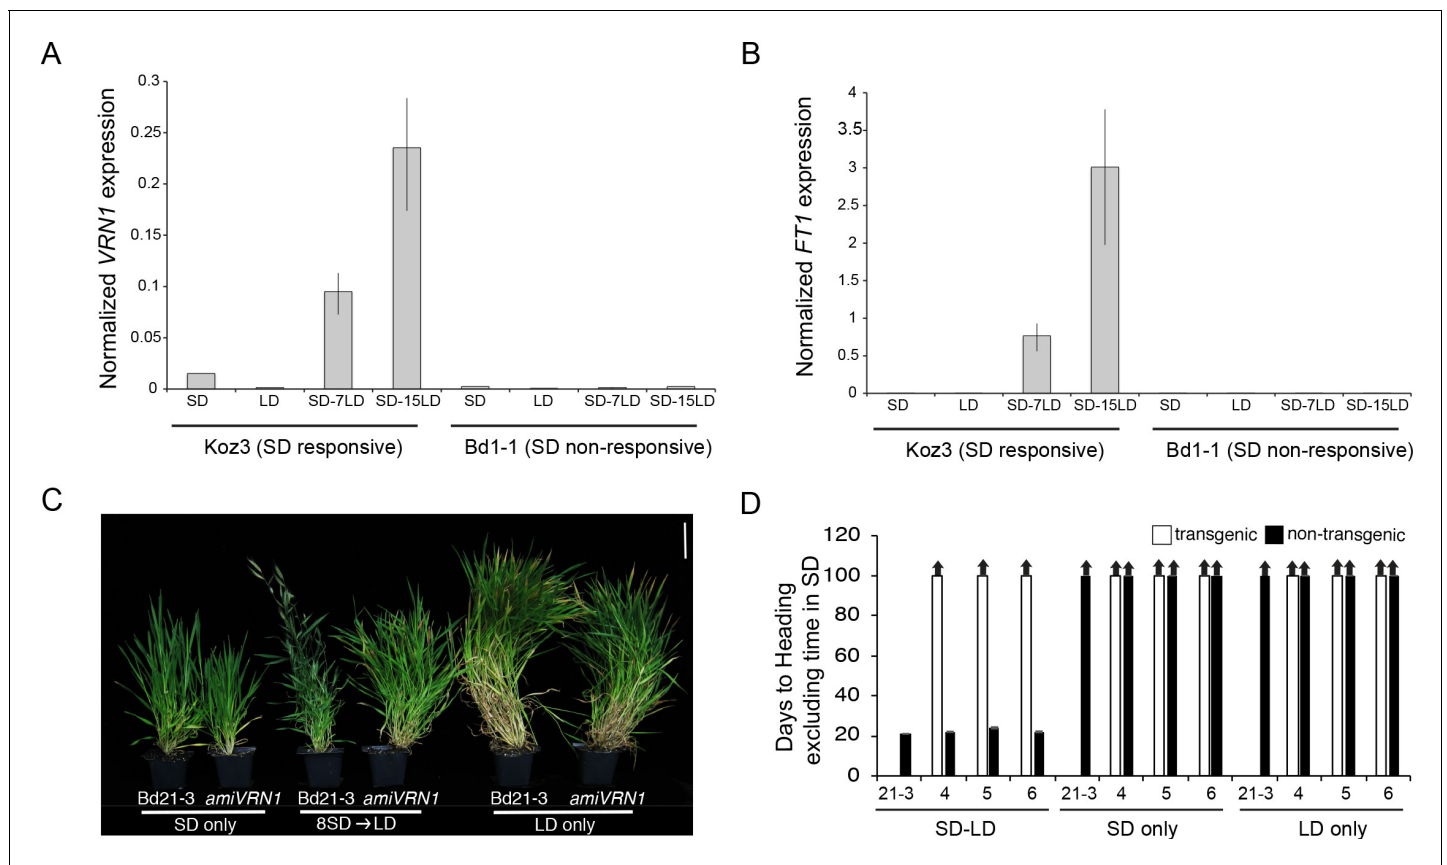 A
Normalized VRN1 expression
0.3
0.25
0.2
0.15
0.1
0.05
0
SD LD SD-7LD SD-15LD SD LD SD-7LD SD-15LD
Koz3 (SD responsive) Bd1-1 (SD non-responsive)
B
Normalized FT1 expression
4
3.5
3
2.5
2
1.5
1
0.5
0
SD LD SD-7LD SD-15LD SD LD SD-7LD SD-15LD
Koz3 (SD responsive) Bd1-1 (SD non-responsive)
C
Bd21-3 amiVRN1 Bd21-3 amiVRN1 Bd21-3 amiVRN1
SD only 8SD→LD LD only
D
Days to Heading
excluding time in SD
transgenic non-transgenic
120
100
80
60
40
20
0
21-3 4 5 6 21-3 4 5 6 21-3 4 5 6
SD-LD SD only LD only